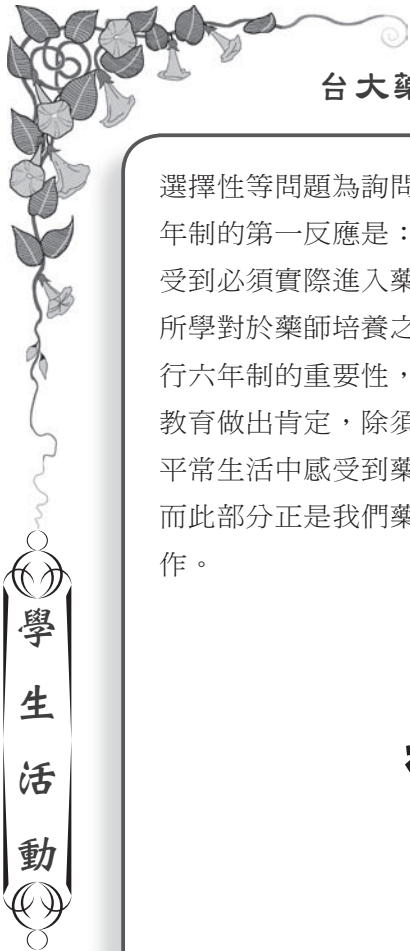 台大藥
選擇性等問題為詢問
年制的第一反應是：
受到必須實際進入藥
所學對於藥師培養之
行六年制的重要性，
教育做出肯定，除須
平常生活中感受到藥
而此部分正是我們藥
作。
學生活動